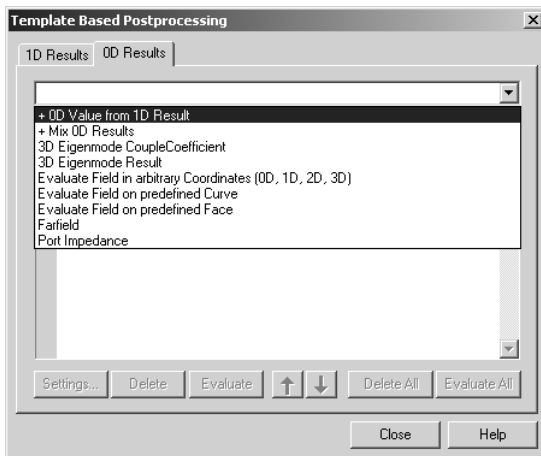 Template Based Postprocessing
1D Results
0D Results
+ 0D Value from 1D Result
+ Mix 0D Results
3D Eigenmode CoupleCoefficient
3D Eigenmode Result
Evaluate Field in arbitrary Coordinates (0D, 1D, 2D, 3D)
Evaluate Field on predefined Curve
Evaluate Field on predefined Face
Farfield
Port Impedance
Settings... Delete Evaluate Delete All Evaluate All
Close Help